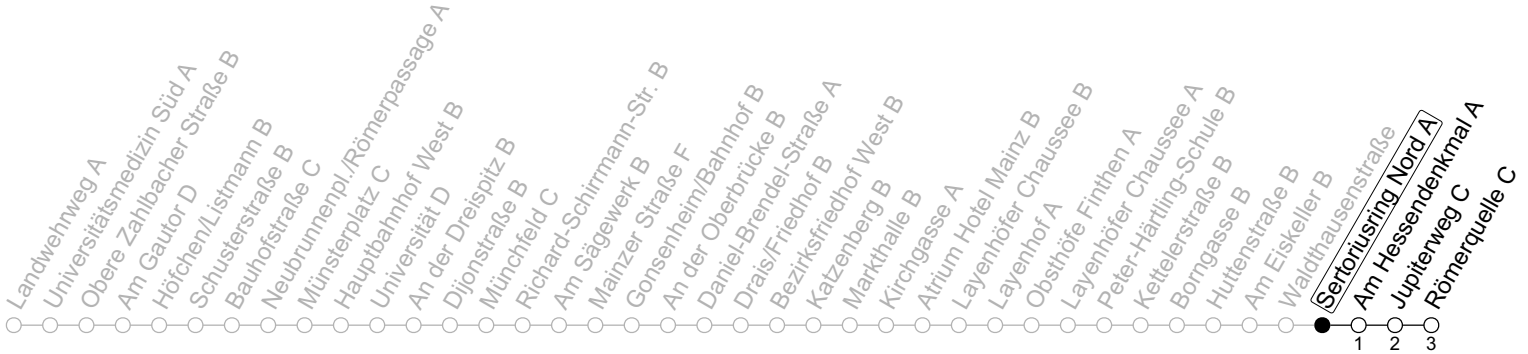 Landwehrweg A
Universitätsmedizin Süd A
Obere Zahlbacher Straße B
Am Gautor D
Höfchen/Listmann B
Schusterstraße B
Bauhofstraße C
Neubrunnenpl./Römerpassage A
Münsterplatz C
Hauptbahnhof West B
Universität D
An der Dreispitz B
Dijonstraße B
Münchfeld C
Richard-Schirrmann-Str. B
Am Sägewerk B
Mainzer Straße F
Gonsenheim/Bahnhof B
An der Oberbrücke B
Danien-Brendel-Straße A
Drais/Friedhof B
Bezirksfriedhof West B
Katzenberg B
Markthalle B
Kirchgasse A
Atrium Hotel Mainz B
Layenhöfer Chaussee B
Layenhof A
Obsthöfe Finthen A
Layenhöfer Chaussee A
Peter-Härtling-Schule B
Kettelerstraße B
Borngasse B
Huttenstraße B
Am Eiskeller B
Waldthausenstraße
Sertoriusring Nord A
Am Hessendenkmal A
Jupiterweg C
Römerquelle C
1 2 3